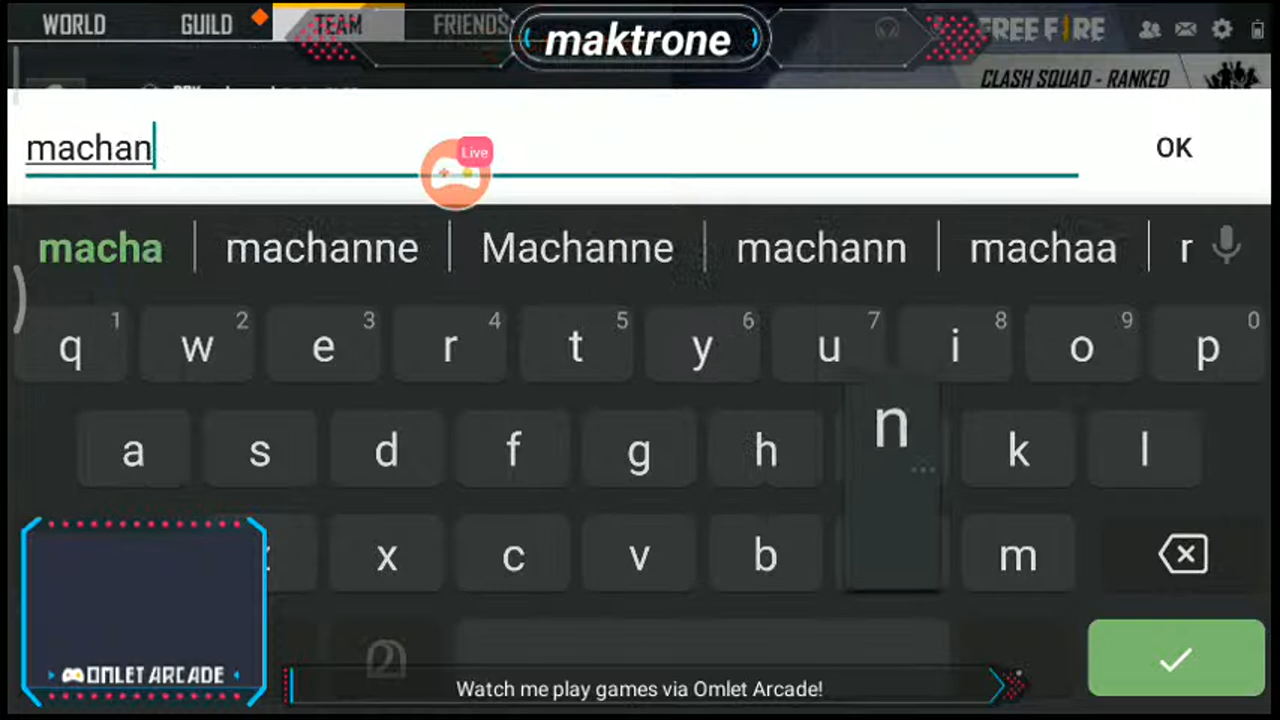 WORLD GUILD TEAM FRIENDS maktrone FREE FIRE
CLASH SQUAD - RANKED
machan Live OK
macha machanne Machanne machann machaa r
1 2 3 4 5 6 7 8 9 0
q w e r t y u i o p
a s d f g h n k l
z x c v b m
OMLET ARCADE
മ
Watch me play games via Omlet Arcade!